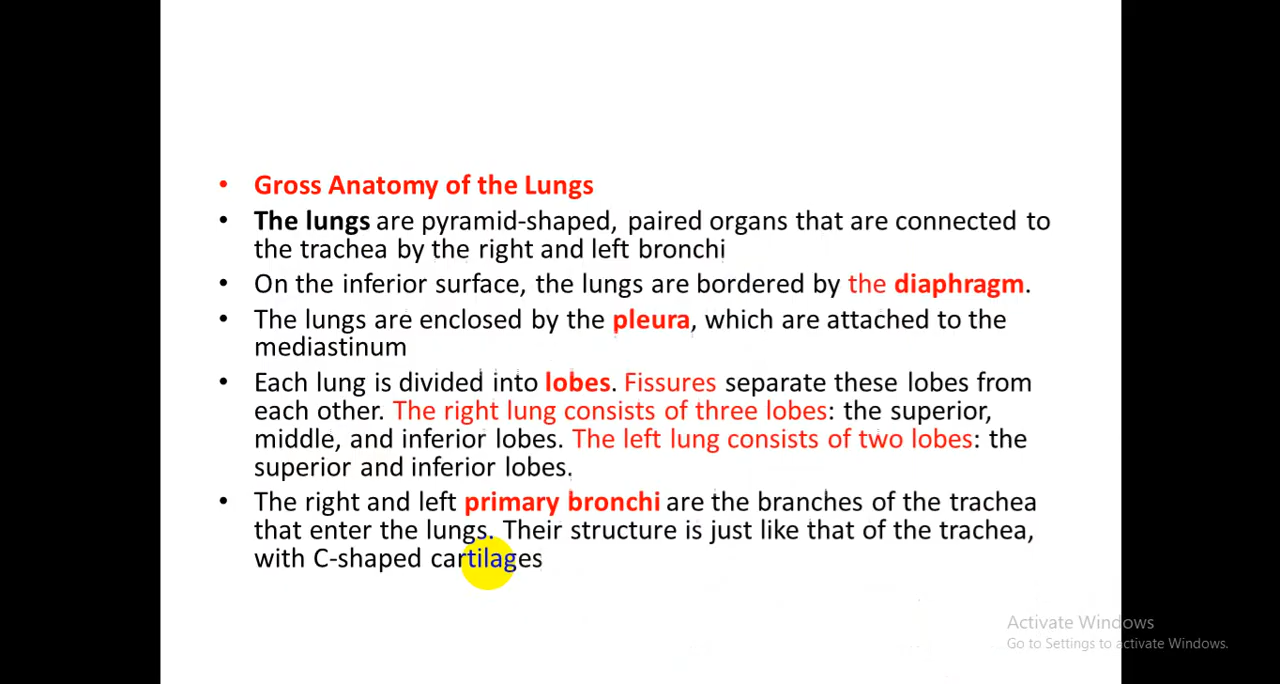 • Gross Anatomy of the Lungs
• The lungs are pyramid-shaped, paired organs that are connected to
the trachea by the right and left bronchi
• On the inferior surface, the lungs are bordered by the diaphragm.
• The lungs are enclosed by the pleura, which are attached to the
mediastinum
• Each lung is divided into lobes. Fissures separate these lobes from
each other. The right lung consists of three lobes: the superior,
middle, and inferior lobes. The left lung consists of two lobes: the
superior and inferior lobes.
• The right and left primary bronchi are the branches of the trachea
that enter the lungs. Their structure is just like that of the trachea,
with C-shaped cartilages
Activate Windows
Go to Settings to activate Windows.